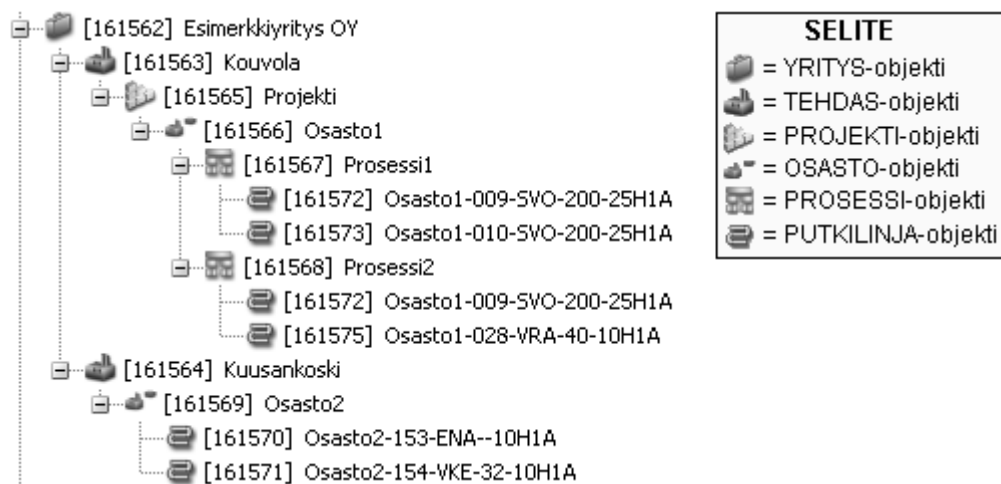 [161562] Esimerkkiyritys OY
[161563] Kouvola
[161565] Projekti
[161566] Osasto1
[161567] Prosessi1
[161572] Osasto1-009-SVO-200-25H1A
[161573] Osasto1-010-SVO-200-25H1A
[161568] Prosessi2
[161572] Osasto1-009-SVO-200-25H1A
[161575] Osasto1-028-VRA-40-10H1A
[161564] Kuusankoski
[161569] Osasto2
[161570] Osasto2-153-ENA--10H1A
[161571] Osasto2-154-VKE-32-10H1A
SELITE
= YRITYS-objekti
= TEHDAS-objekti
= PROJEKTI-objekti
= OSASTO-objekti
= PROSESSI-objekti
= PUTKILINJA-objekti